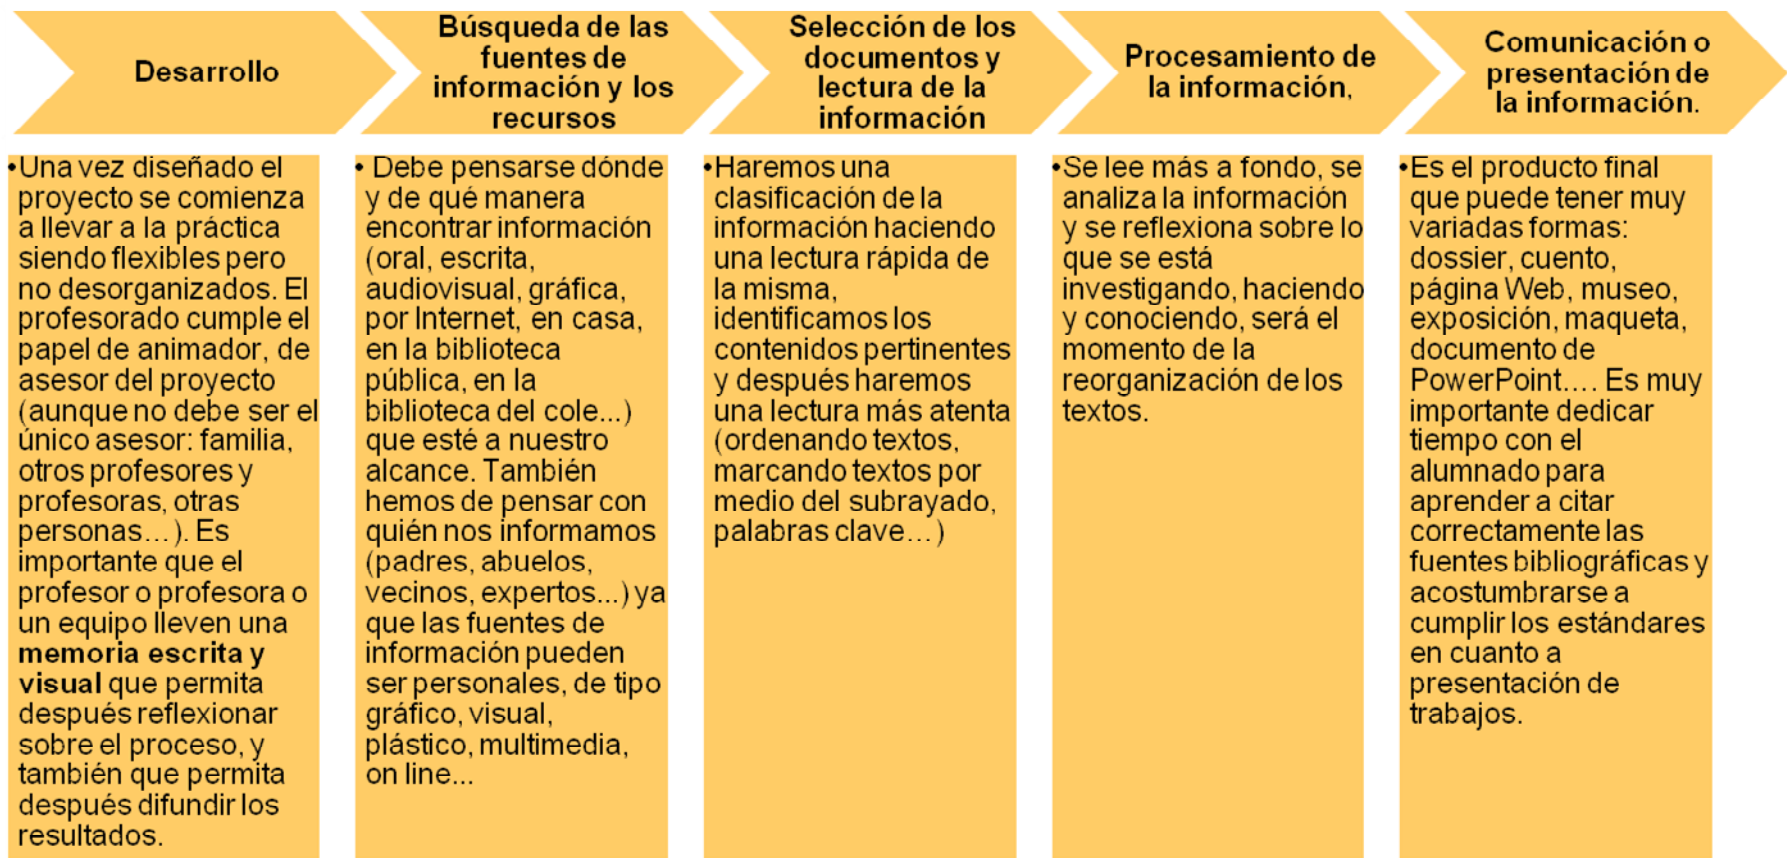 Desarrollo
•Una vez diseñado el
proyecto se comienza
a llevar a la práctica
siendo flexibles pero
no desorganizados. El
profesorado cumple el
papel de animador, de
asesor del proyecto
(aunque no debe ser el
único asesor: familia,
otros profesores y
profesoras, otras
personas…). Es
importante que el
profesor o profesora o
un equipo lleven una
memoria escrita y
visual que permita
después reflexionar
sobre el proceso, y
también que permita
después difundir los
resultados.
Búsqueda de las
fuentes de
información y los
recursos
• Debe pensarse dónde
y de qué manera
encontrar información
(oral, escrita,
audiovisual, gráfica,
por Internet, en casa,
en la biblioteca
pública, en la
biblioteca del cole...)
que esté a nuestro
alcance. También
hemos de pensar con
quién nos informamos
(padres, abuelos,
vecinos, expertos...) ya
que las fuentes de
información pueden
ser personales, de tipo
gráfico, visual,
plástico, multimedia,
on line...
Selección de los
documentos y
lectura de la
información
•Haremos una
clasificación de la
información haciendo
una lectura rápida de
la misma,
identificamos los
contenidos pertinentes
y después haremos
una lectura más atenta
(ordenando textos,
marcando textos por
medio del subrayado,
palabras clave…)
Procesamiento de
la información,
•Se lee más a fondo, se
analiza la información
y se reflexiona sobre lo
que se está
investigando, haciendo
y conociendo, será el
momento de la
reorganización de los
textos.
Comunicación o
presentación de
la información.
•Es el producto final
que puede tener muy
variadas formas:
dossier, cuento,
página Web, museo,
exposición, maqueta,
documento de
PowerPoint…. Es muy
importante dedicar
tiempo con el
alumnado para
aprender a citar
correctamente las
fuentes bibliográficas y
acostumbrarse a
cumplir los estándares
en cuanto a
presentación de
trabajos.